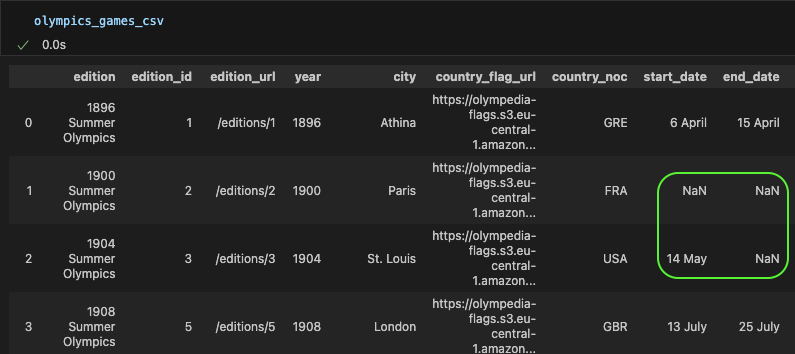 olympics_games_csv
0.0s
edition edition_id edition_url year city country_flag_url country_noc start_date end_date
0 1896 Summer Olympics 1 /editions/1 1896 Athina https://olympedia-flags.s3.eu-central-1.amazon... GRE 6 April 15 April
1 1900 Summer Olympics 2 /editions/2 1900 Paris https://olympedia-flags.s3.eu-central-1.amazon... FRA NaN NaN
2 1904 Summer Olympics 3 /editions/3 1904 St. Louis https://olympedia-flags.s3.eu-central-1.amazon... USA 14 May NaN
3 1908 Summer Olympics 5 /editions/5 1908 London https://olympedia-flags.s3.eu-central-1.amazon... GBR 13 July 25 July